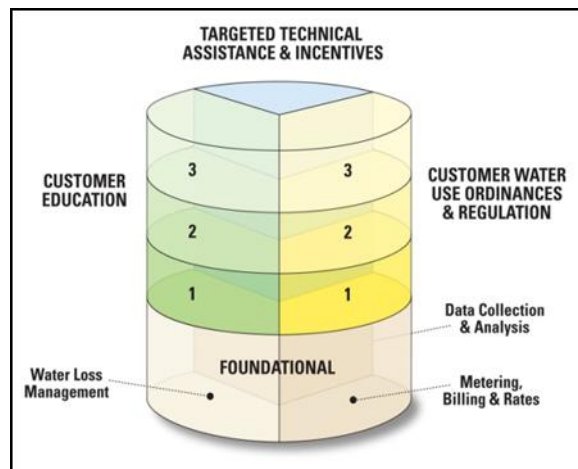 TARGETED TECHNICAL
ASSISTANCE & INCENTIVES
CUSTOMER
EDUCATION
CUSTOMER WATER
USE ORDINANCES
& REGULATION
3
3
2
2
1
1
FOUNDATIONAL
Data Collection
& Analysis
Water Loss
Management
Metering,
Billing & Rates